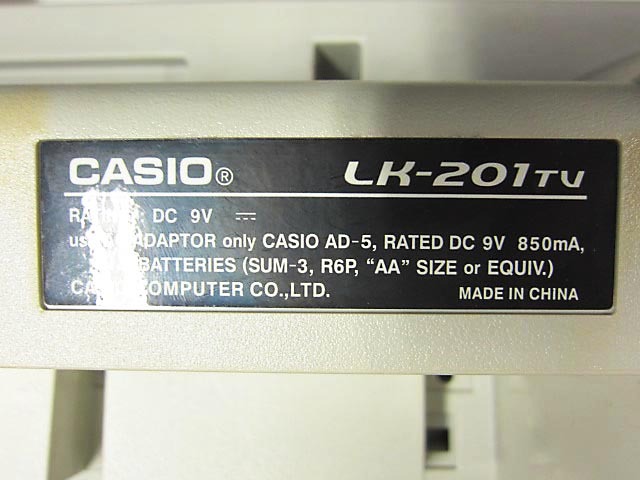 CASIO® LK-201TV
DC 9V ⎓
ADAPTOR only CASIO AD-5, RATED DC 9V 850mA,
BATTERIES (SUM-3, R6P, “AA” SIZE or EQUIV.)
COMPUTER CO.,LTD. MADE IN CHINA